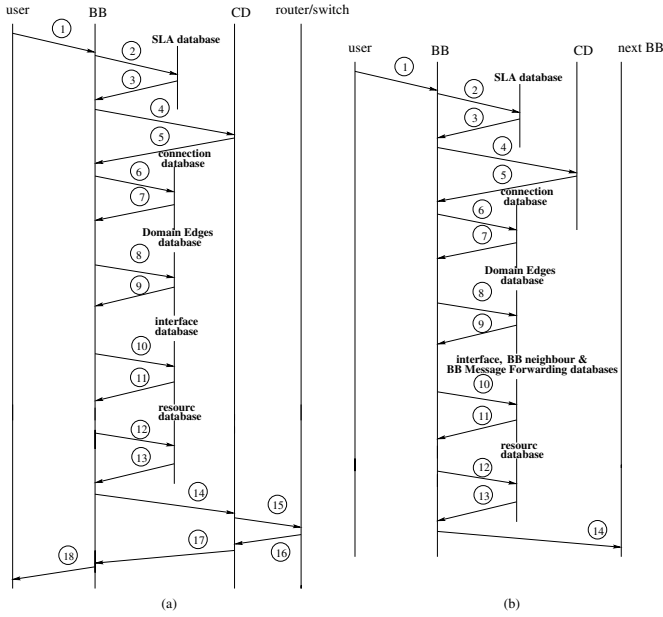 user
BB
CD
router/switch
1
SLA database
2
3
4
5
connection
database
6
7
Domain Edges
database
8
9
interface
database
10
11
resourc
database
12
13
14
15
16
17
18
(a)
user
BB
CD
next BB
1
SLA database
2
3
4
5
connection
database
6
7
Domain Edges
database
8
9
interface, BB neighbour &
BB Message Forwarding databases
10
11
resourc
database
12
13
14
(b)